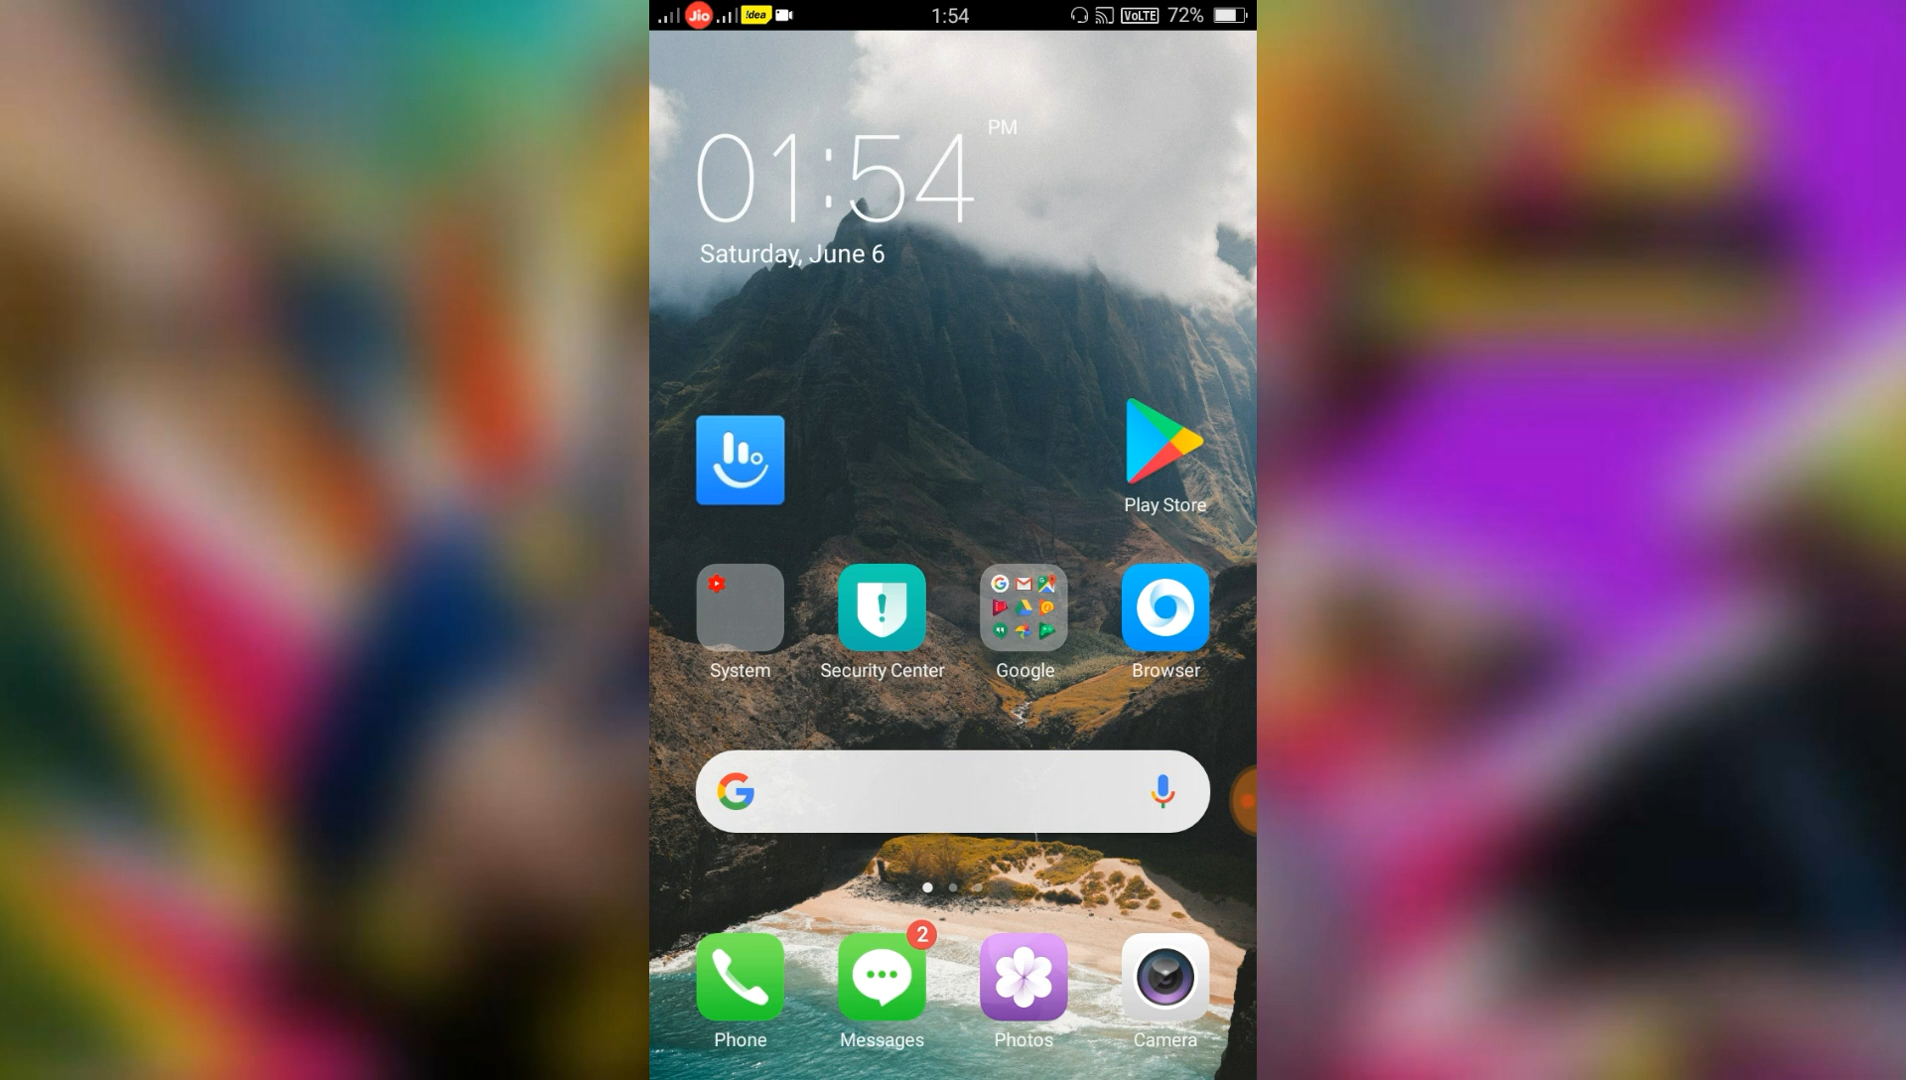 Jio !dea 1:54 VoLTE 72%
01:54 PM
Saturday, June 6
Play Store
System Security Center Google Browser
2
Phone Messages Photos Camera